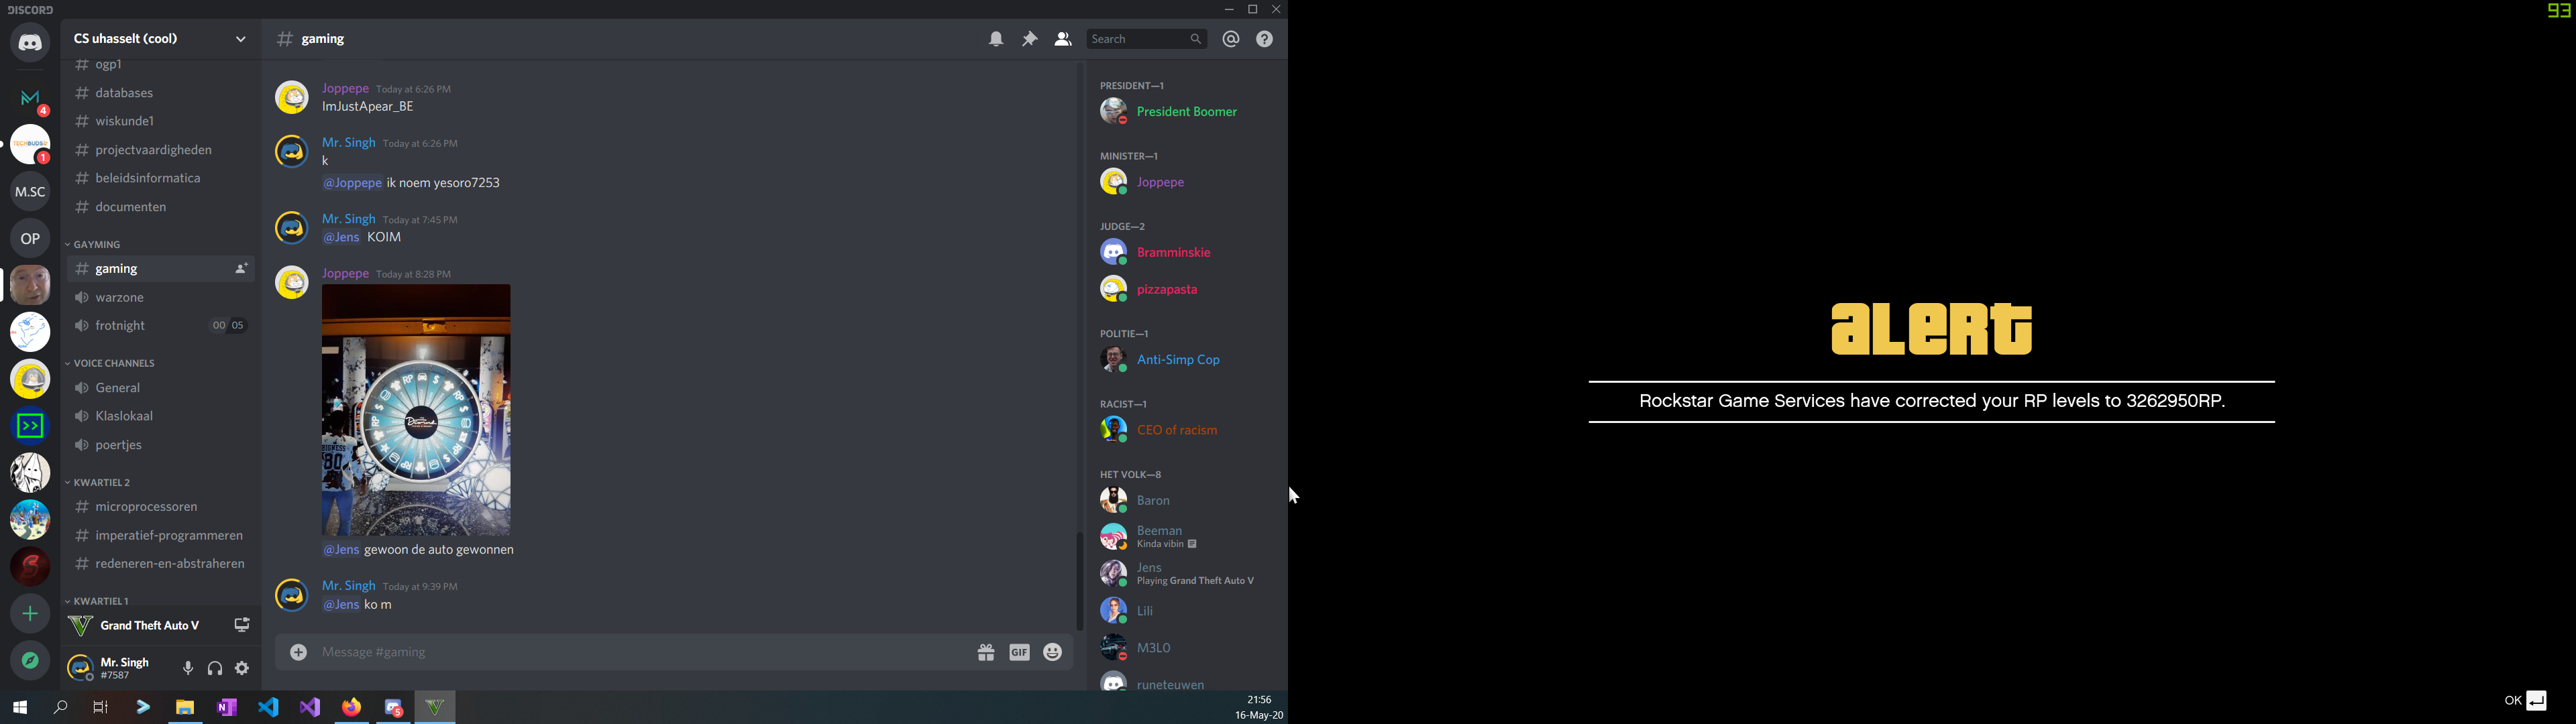 DISCORD
CS uhasselt (cool)
ogp1
databases
wiskunde1
projectvaardigheden
beleidsinformatica
documenten
GAYMING
gaming
warzone
frotnight
00 05
VOICE CHANNELS
General
Klaslokaal
poertjes
KWARTIEL 2
microprocessoren
imperatief-programmeren
redeneren-en-abstraheren
KWARTIEL 1
Grand Theft Auto V
Mr. Singh
#7587
4
1
M.SC
OP
gaming
Search
Joppepe Today at 6:26 PM
ImJustApear_BE
Mr. Singh Today at 6:26 PM
k
@Joppepe ik noem yesoro7253
Mr. Singh Today at 7:45 PM
@Jens KOIM
Joppepe Today at 8:28 PM
RP
80
@Jens gewoon de auto gewonnen
Mr. Singh Today at 9:39 PM
@Jens ko m
Message #gaming
GIF
PRESIDENT—1
President Boomer
MINISTER—1
Joppepe
JUDGE—2
Bramminskie
pizzapasta
POLITIE—1
Anti-Simp Cop
RACIST—1
CEO of racism
HET VOLK—8
Baron
Beeman
Kinda vibin
Jens
Playing Grand Theft Auto V
Lili
M3L0
runeteuwen
5
21:56
16-May-20
93
aLeRt
Rockstar Game Services have corrected your RP levels to 3262950RP.
OK